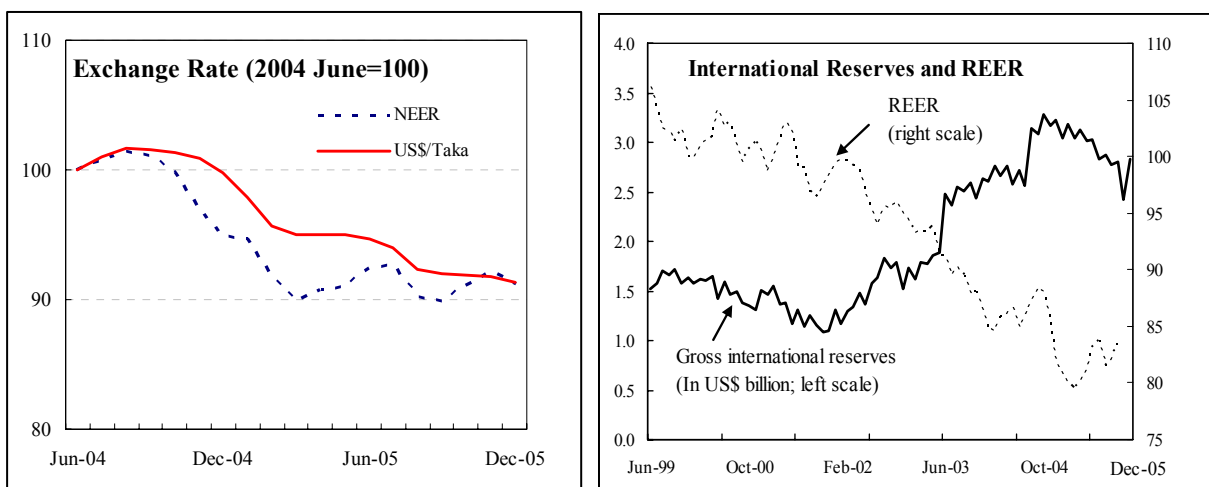 110
Exchange Rate (2004 June=100)
NEER
US$/Taka
100
90
80
Jun-04
Dec-04
Jun-05
Dec-05
International Reserves and REER
4.0
3.5
3.0
2.5
2.0
1.5
1.0
0.5
0.0
REER
(right scale)
Gross international reserves
(In US$ billion; left scale)
110
105
100
95
90
85
80
75
Jun-99
Oct-00
Feb-02
Jun-03
Oct-04
Dec-05